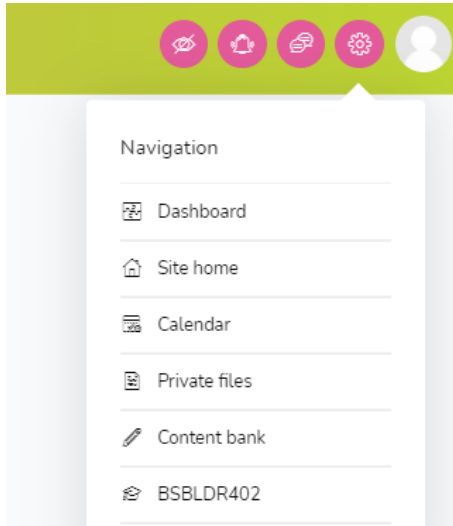 Navigation
Dashboard
Site home
Calendar
Private files
Content bank
BSBLDR402